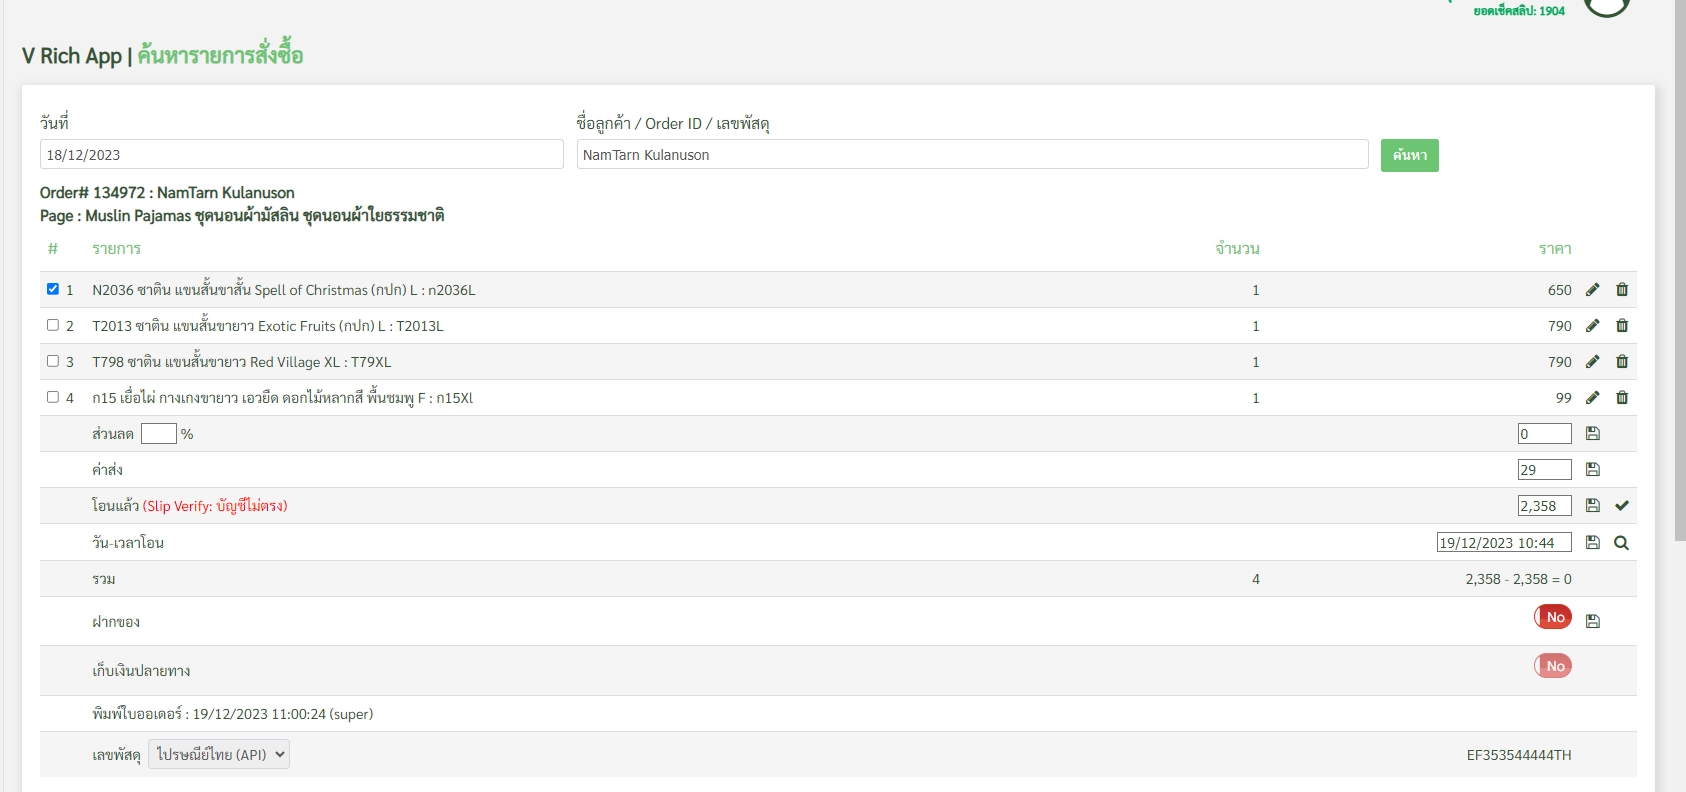 ยอดเช็คสลิป: 1904
V Rich App | ค้นหารายการสั่งซื้อ
วันที่ ชื่อลูกค้า / Order ID / เลขพัสดุ
18/12/2023 NamTarn Kulanuson ค้นหา
Order# 134972 : NamTarn Kulanuson
Page : Muslin Pajamas ชุดนอนผ้ามัสลิน ชุดนอนผ้าใยธรรมชาติ
# รายการ จำนวน ราคา
1 N2036 ซาติน แขนสั้นขาสั้น Spell of Christmas (กปก) L : n2036L 1 650
2 T2013 ซาติน แขนสั้นขายาว Exotic Fruits (กปก) L : T2013L 1 790
3 T798 ซาติน แขนสั้นขายาว Red Village XL : T79XL 1 790
4 ก15 เยื่อไผ่ กางเกงขายาว เอวยืด ดอกไม้หลากสี พื้นชมพู F : ก15Xl 1 99
ส่วนลด % 0
ค่าส่ง 29
โอนแล้ว (Slip Verify: บัญชีไม่ตรง) 2,358
วัน-เวลาโอน 19/12/2023 10:44
รวม 4 2,358 - 2,358 = 0
ฝากของ No
เก็บเงินปลายทาง No
พิมพ์ใบออเดอร์ : 19/12/2023 11:00:24 (super)
เลขพัสดุ ไปรษณีย์ไทย (API) EF353544444TH